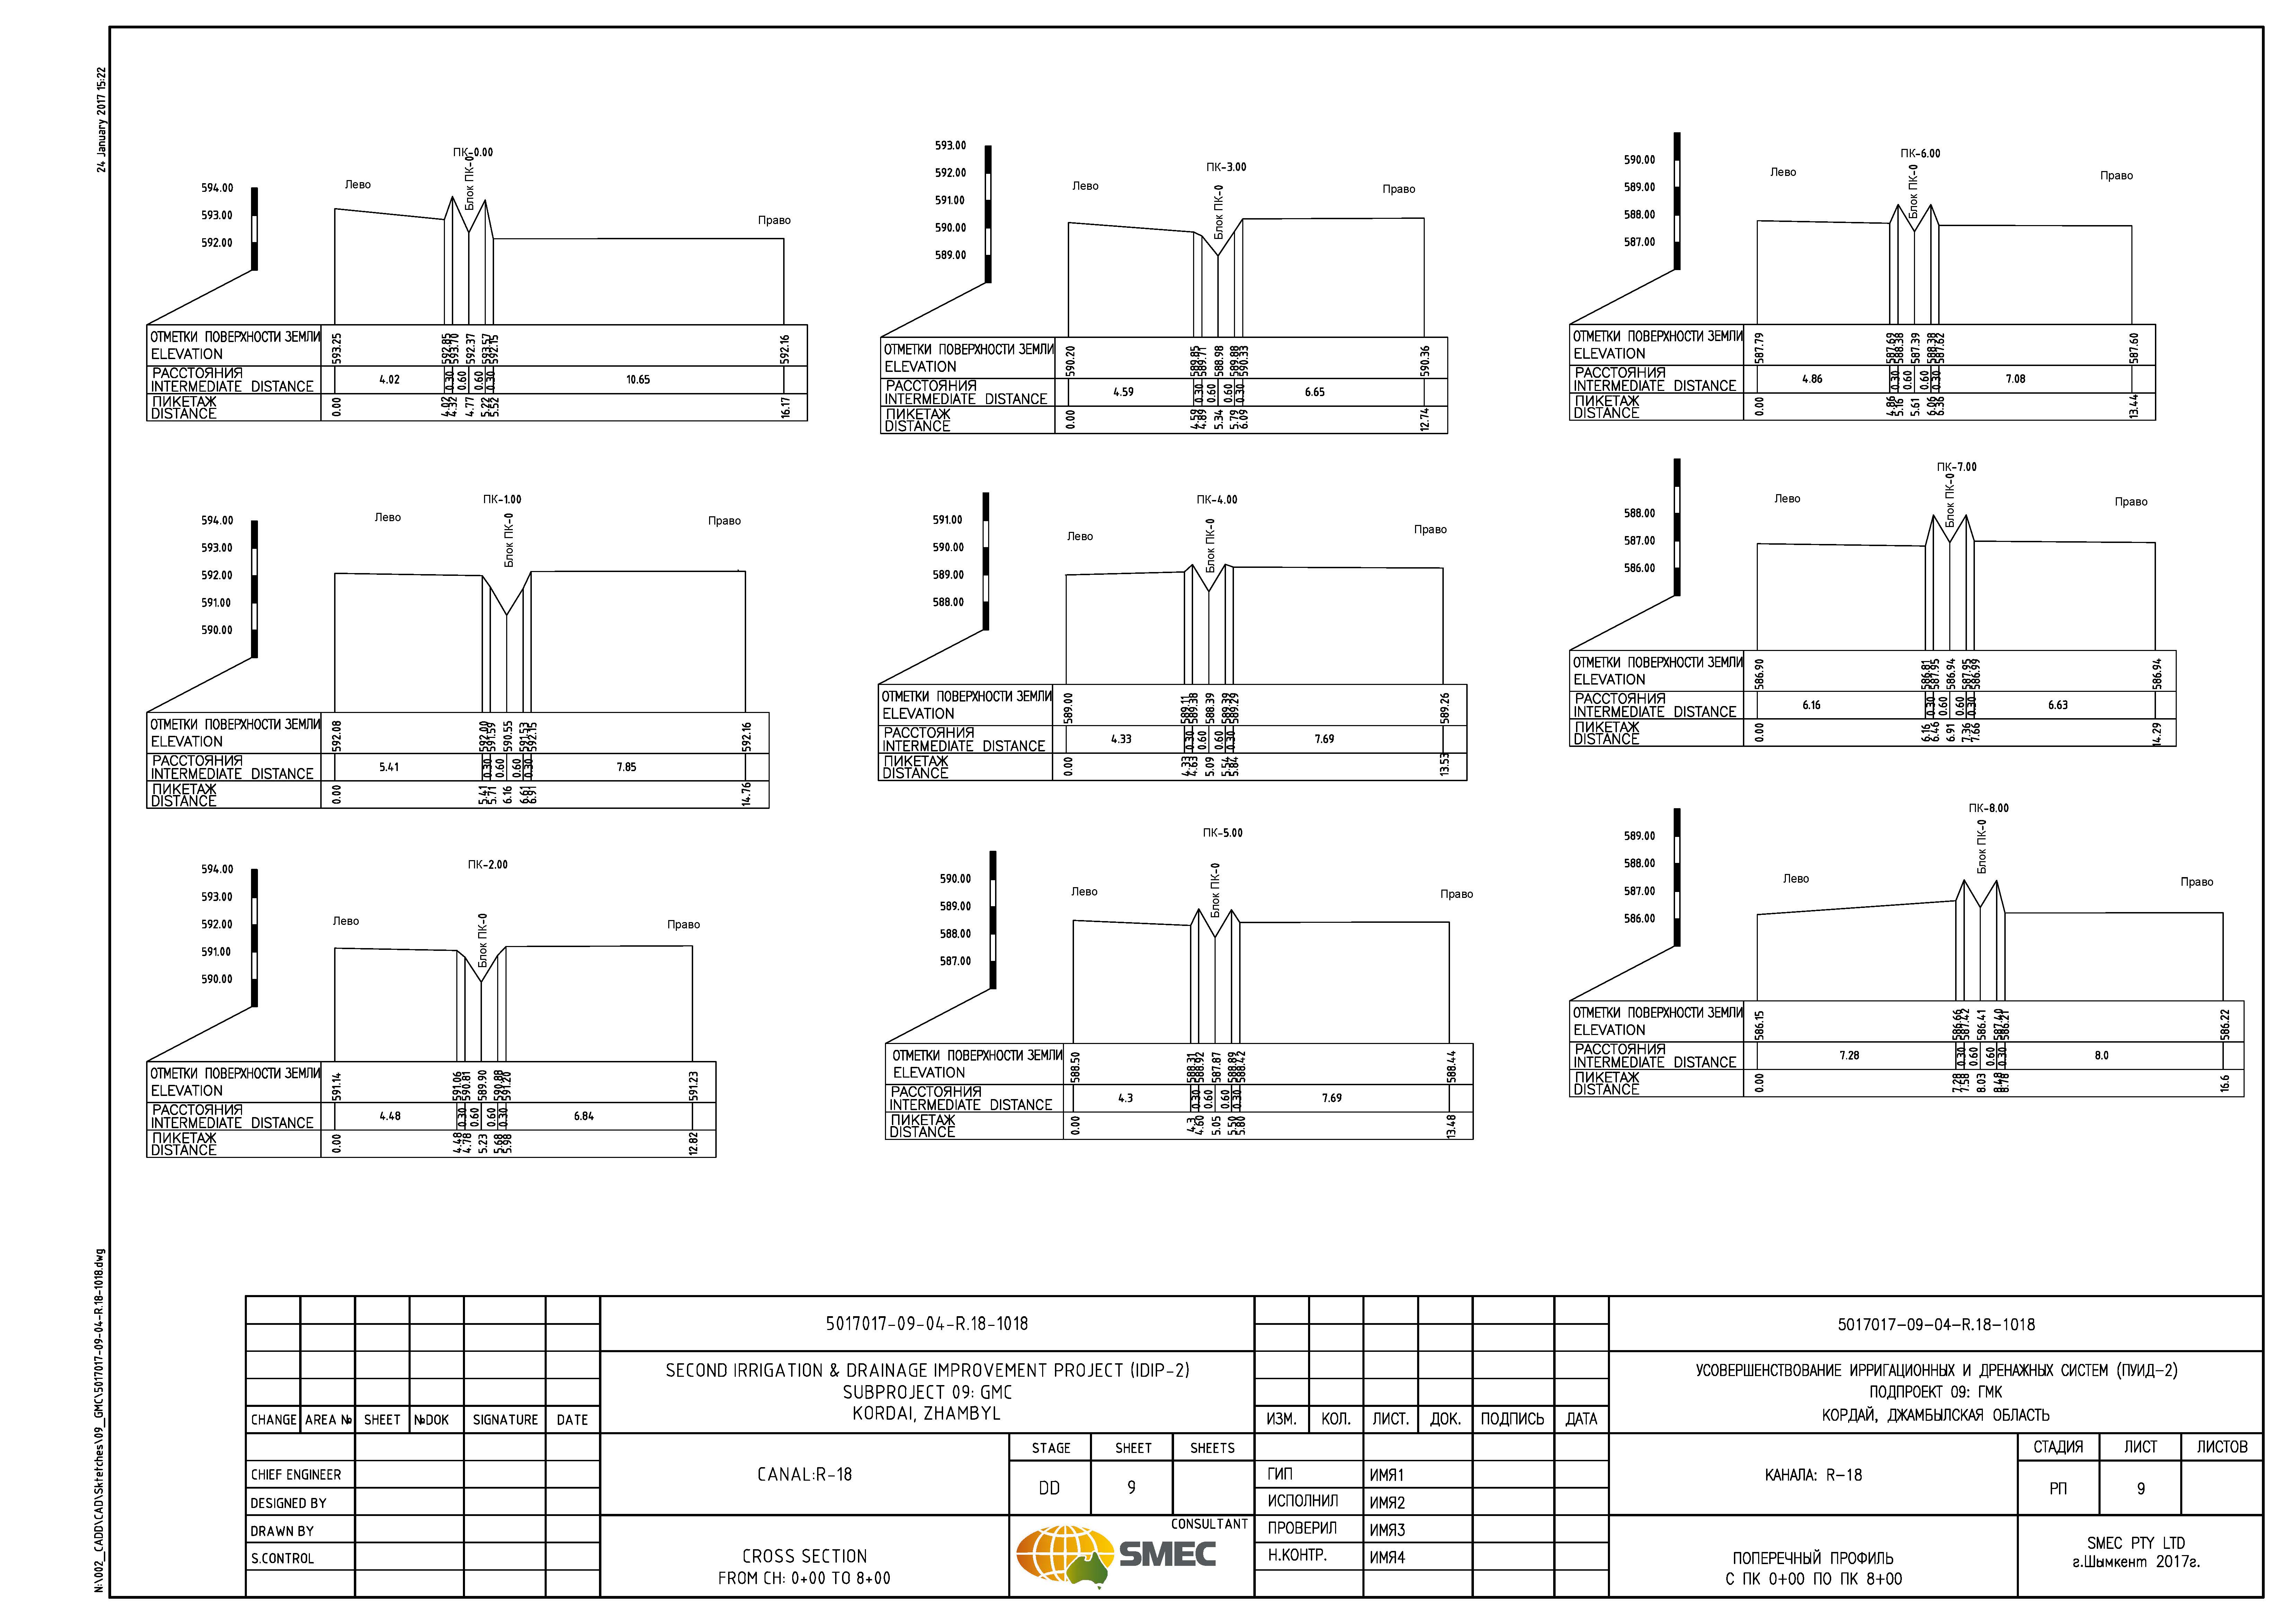 24 January 2017 15:22
N:\002_CADD\CAD\Sktetches\09_GMC\5017017-09-04-R.18-1018.dwg
ПК-0.00
Блок ПК-0
Лево
Право
594.00
593.00
592.00
ОТМЕТКИ ПОВЕРХНОСТИ ЗЕМЛИ
ELEVATION
593.25 592.85 593.70 592.37 593.57 592.15 592.16
РАССТОЯНИЯ
INTERMEDIATE DISTANCE
4.02 0.30 0.60 0.60 0.30 10.65
ПИКЕТАЖ
DISTANCE
0.00 4.02 4.32 4.77 5.22 5.52 16.17
ПК-1.00
Блок ПК-0
Лево
Право
594.00
593.00
592.00
591.00
590.00
ОТМЕТКИ ПОВЕРХНОСТИ ЗЕМЛИ
ELEVATION
592.08 592.00 591.59 590.55 591.53 592.15 592.16
РАССТОЯНИЯ
INTERMEDIATE DISTANCE
5.41 0.30 0.60 0.60 0.30 7.85
ПИКЕТАЖ
DISTANCE
0.00 5.41 5.71 6.16 6.61 6.91 14.76
ПК-2.00
Блок ПК-0
Лево
Право
594.00
593.00
592.00
591.00
590.00
ОТМЕТКИ ПОВЕРХНОСТИ ЗЕМЛИ
ELEVATION
591.14 591.06 590.81 589.90 590.88 591.20 591.23
РАССТОЯНИЯ
INTERMEDIATE DISTANCE
4.48 0.30 0.60 0.60 0.30 6.84
ПИКЕТАЖ
DISTANCE
0.00 4.48 4.78 5.23 5.68 5.98 12.82
ПК-3.00
Блок ПК-0
Лево
Право
593.00
592.00
591.00
590.00
589.00
ОТМЕТКИ ПОВЕРХНОСТИ ЗЕМЛИ
ELEVATION
590.20 589.85 589.71 588.98 589.88 590.33 590.36
РАССТОЯНИЯ
INTERMEDIATE DISTANCE
4.59 0.30 0.60 0.60 0.30 6.65
ПИКЕТАЖ
DISTANCE
0.00 4.59 4.89 5.34 5.79 6.09 12.74
ПК-4.00
Блок ПК-0
Лево
Право
591.00
590.00
589.00
588.00
ОТМЕТКИ ПОВЕРХНОСТИ ЗЕМЛИ
ELEVATION
589.00 589.11 589.38 588.39 589.39 589.29 589.26
РАССТОЯНИЯ
INTERMEDIATE DISTANCE
4.33 0.30 0.60 0.60 0.30 7.69
ПИКЕТАЖ
DISTANCE
0.00 4.33 4.63 5.09 5.54 5.84 13.53
ПК-5.00
Блок ПК-0
Лево
Право
590.00
589.00
588.00
587.00
ОТМЕТКИ ПОВЕРХНОСТИ ЗЕМЛИ
ELEVATION
588.50 588.31 588.92 587.87 588.89 588.42 588.44
РАССТОЯНИЯ
INTERMEDIATE DISTANCE
4.3 0.30 0.60 0.60 0.30 7.69
ПИКЕТАЖ
DISTANCE
0.00 4.3 4.60 5.05 5.50 5.80 13.48
ПК-6.00
Блок ПК-0
Лево
Право
590.00
589.00
588.00
587.00
ОТМЕТКИ ПОВЕРХНОСТИ ЗЕМЛИ
ELEVATION
587.79 587.69 588.38 587.39 588.38 587.62 587.60
РАССТОЯНИЯ
INTERMEDIATE DISTANCE
4.86 0.30 0.60 0.60 0.30 7.08
ПИКЕТАЖ
DISTANCE
0.00 4.86 5.16 5.61 6.06 6.36 13.44
ПК-7.00
Блок ПК-0
Лево
Право
588.00
587.00
586.00
ОТМЕТКИ ПОВЕРХНОСТИ ЗЕМЛИ
ELEVATION
586.90 586.81 587.95 586.94 587.95 586.99 586.94
РАССТОЯНИЯ
INTERMEDIATE DISTANCE
6.16 0.30 0.60 0.60 0.30 6.63
ПИКЕТАЖ
DISTANCE
0.00 6.16 6.46 6.91 7.36 7.66 14.29
ПК-8.00
Блок ПК-0
Лево
Право
589.00
588.00
587.00
586.00
ОТМЕТКИ ПОВЕРХНОСТИ ЗЕМЛИ
ELEVATION
586.15 586.66 587.42 586.41 587.40 586.21 586.22
РАССТОЯНИЯ
INTERMEDIATE DISTANCE
7.28 0.30 0.60 0.60 0.30 8.0
ПИКЕТАЖ
DISTANCE
0.00 7.28 7.58 8.03 8.48 8.78 16.6
5017017-09-04-R.18-1018
SECOND IRRIGATION & DRAINAGE IMPROVEMENT PROJECT (IDIP-2)
SUBPROJECT 09: GMC
KORDAI, ZHAMBYL
CHANGE AREA № SHEET №DOK SIGNATURE DATE
CHIEF ENGINEER
DESIGNED BY
DRAWN BY
S.CONTROL
CANAL:R-18
STAGE SHEET SHEETS
DD 9
CROSS SECTION
FROM CH: 0+00 TO 8+00
CONSULTANT
SMEC
5017017-09-04-R.18-1018
УСОВЕРШЕНСТВОВАНИЕ ИРРИГАЦИОННЫХ И ДРЕНАЖНЫХ СИСТЕМ (ПУИД-2)
ПОДПРОЕКТ 09: ГМК
КОРДАЙ, ДЖАМБЫЛСКАЯ ОБЛАСТЬ
ИЗМ. КОЛ. ЛИСТ. ДОК. ПОДПИСЬ ДАТА
ГИП ИМЯ1
ИСПОЛНИЛ ИМЯ2
ПРОВЕРИЛ ИМЯ3
Н.КОНТР. ИМЯ4
КАНАЛА: R-18
СТАДИЯ ЛИСТ ЛИСТОВ
РП 9
ПОПЕРЕЧНЫЙ ПРОФИЛЬ
С ПК 0+00 ПО ПК 8+00
SMEC PTY LTD
г.Шымкент 2017г.